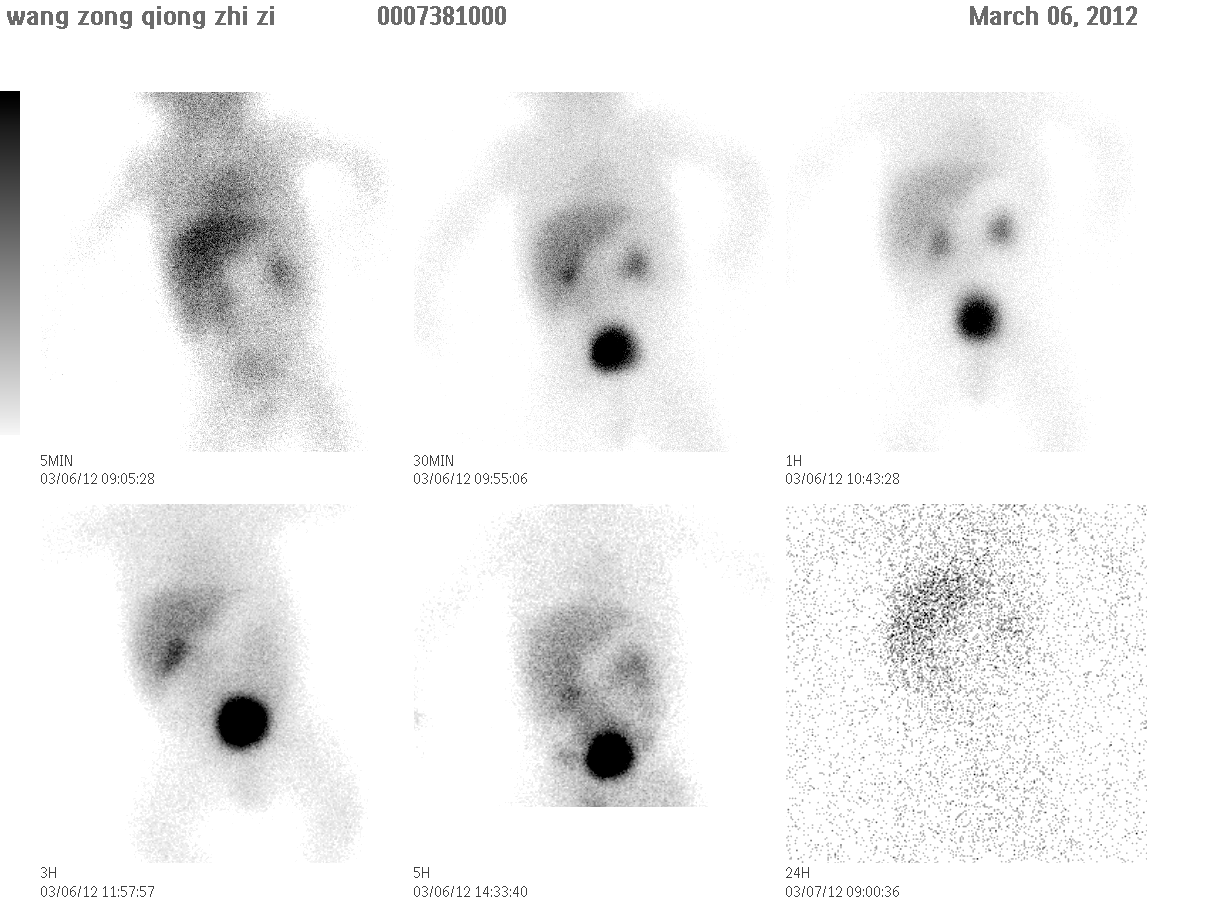 wang zong qiong zhi zi 0007381000 March 06, 2012
5MIN 30MIN 1H
03/06/12 09:05:28 03/06/12 09:55:06 03/06/12 10:43:28
3H 5H 24H
03/06/12 11:57:57 03/06/12 14:33:40 03/07/12 09:00:36